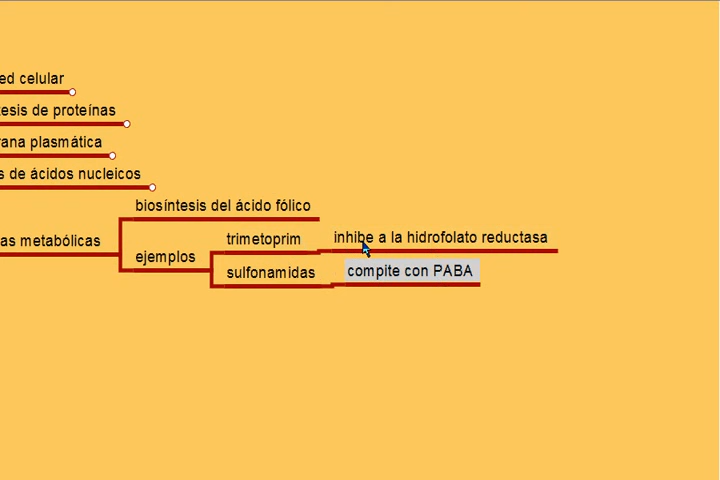 ed celular
tesis de proteínas
rana plasmática
s de ácidos nucleicos
biosíntesis del ácido fólico
as metabólicas
ejemplos
trimetoprim
inhibe a la hidrofolato reductasa
sulfonamidas
compite con PABA